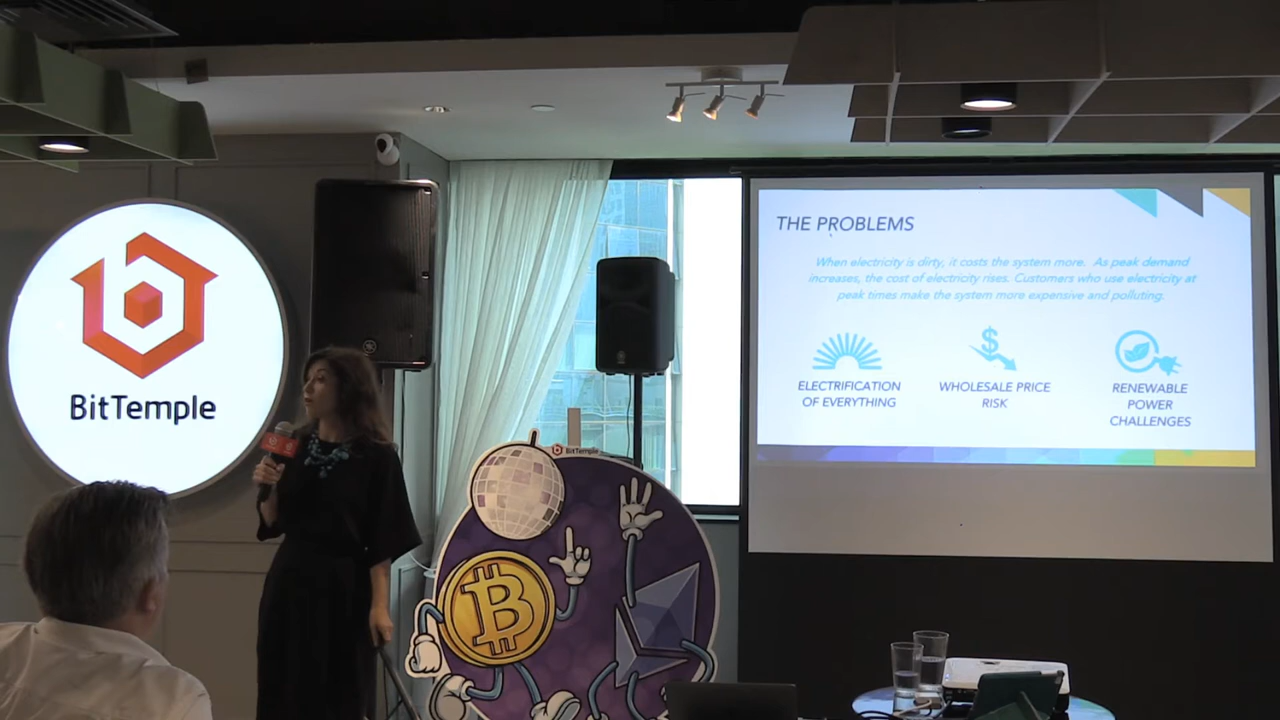 BitTemple
BitTemple
THE PROBLEMS
When electricity is dirty, it costs the system more. As peak demand
increases, the cost of electricity rises. Customers who use electricity at
peak times make the system more expensive and polluting.
ELECTRIFICATION
OF EVERYTHING
WHOLESALE PRICE
RISK
RENEWABLE
POWER
CHALLENGES